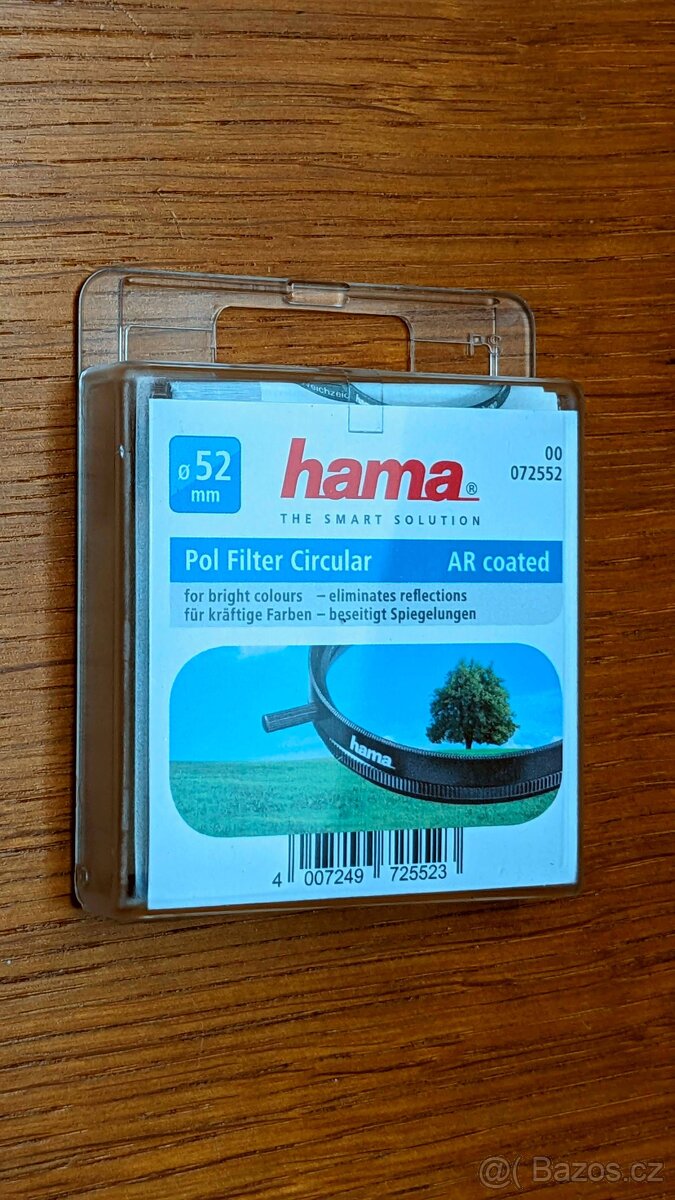 eichzeic
ø 52
mm
hama®
00
072552
THE SMART SOLUTION
Pol Filter Circular AR coated
for bright colours – eliminates reflections
für kräftige Farben – beseitigt Spiegelungen
hama
4 007249 725523
@( Bazos.cz